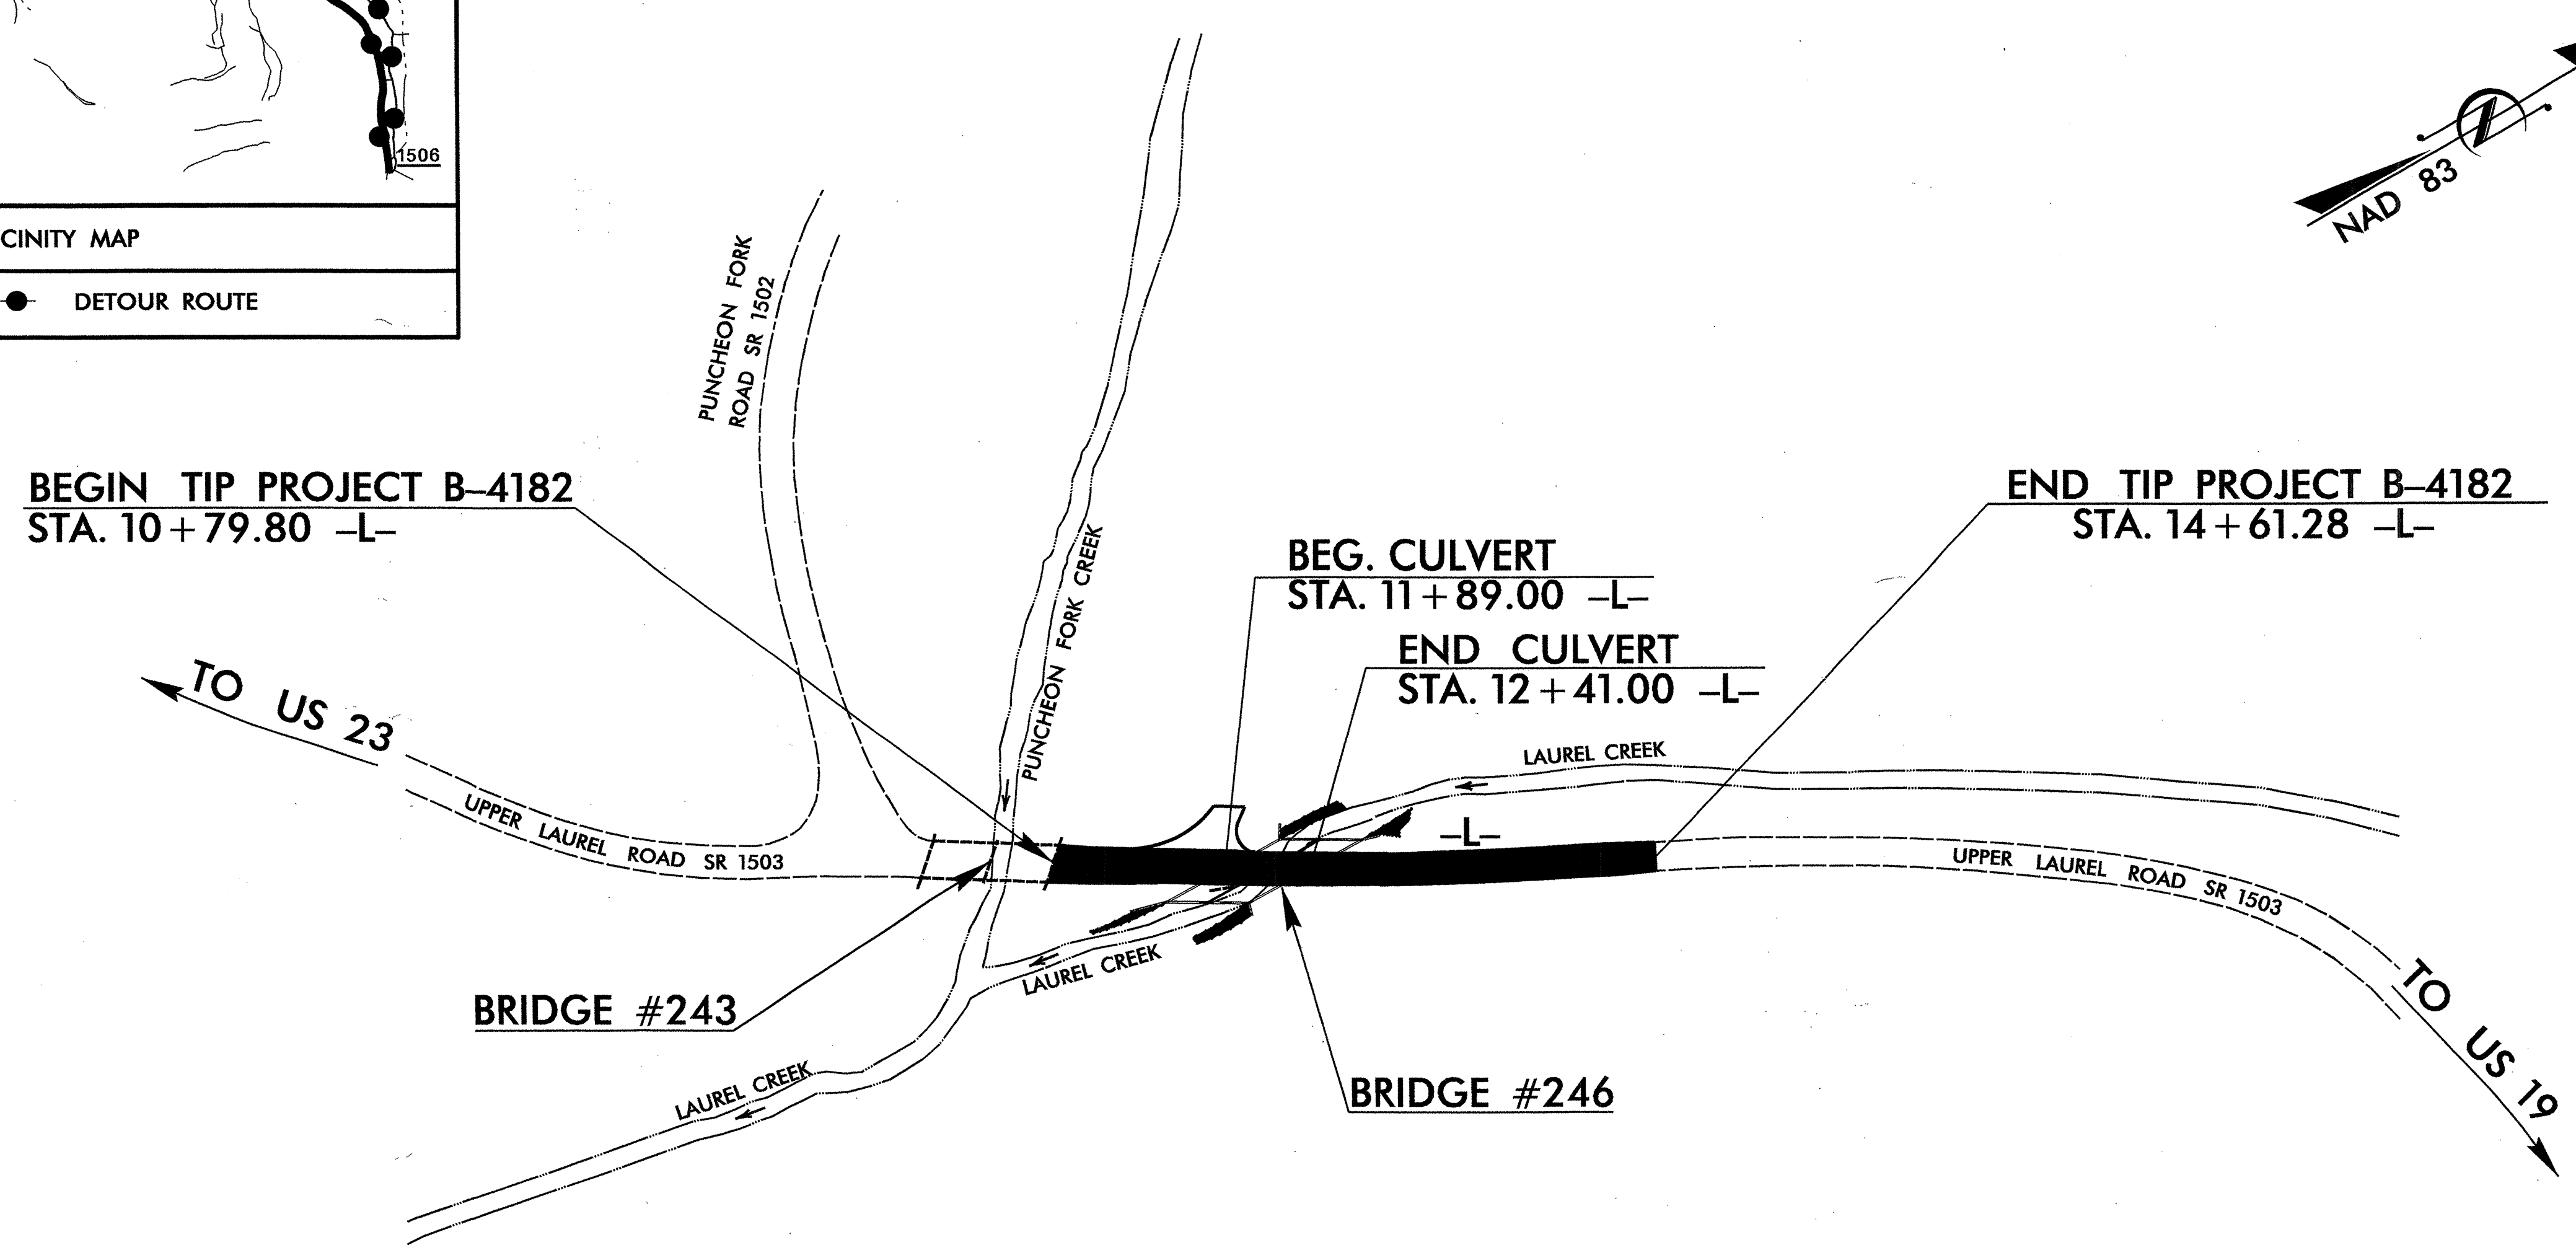 1506
CINITY MAP
DETOUR ROUTE
NAD 83
PUNCHEON FORK
ROAD SR 1502
BEGIN TIP PROJECT B-4182
STA. 10+79.80 -L-
END TIP PROJECT B-4182
STA. 14+61.28 -L-
BEG. CULVERT
STA. 11+89.00 -L-
END CULVERT
STA. 12+41.00 -L-
PUNCHEON FORK CREEK
TO US 23
LAUREL CREEK
-L-
UPPER LAUREL ROAD SR 1503
UPPER LAUREL ROAD SR 1503
LAUREL CREEK
BRIDGE #243
TO US 19
LAUREL CREEK
BRIDGE #246